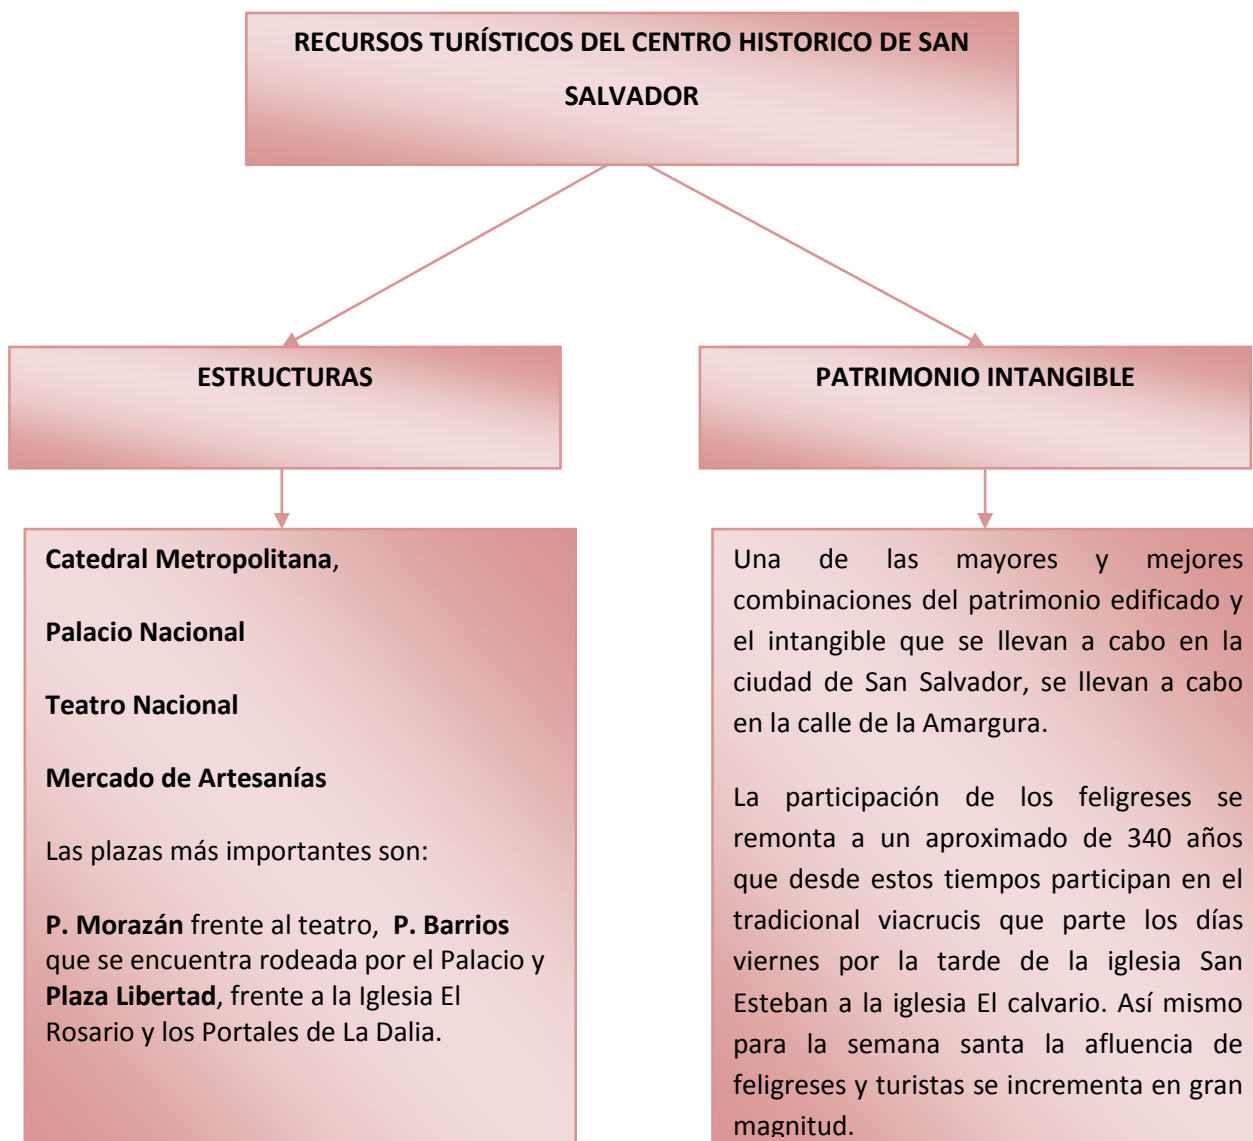 RECURSOS TURÍSTICOS DEL CENTRO HISTORICO DE SAN
SALVADOR
ESTRUCTURAS
Catedral Metropolitana,
Palacio Nacional
Teatro Nacional
Mercado de Artesanías
Las plazas más importantes son:
P. Morazán frente al teatro, P. Barrios
que se encuentra rodeada por el Palacio y
Plaza Libertad, frente a la Iglesia El
Rosario y los Portales de La Dalia.
PATRIMONIO INTANGIBLE
Una de las mayores y mejores
combinaciones del patrimonio edificado y
el intangible que se llevan a cabo en la
ciudad de San Salvador, se llevan a cabo
en la calle de la Amargura.
La participación de los feligreses se
remonta a un aproximado de 340 años
que desde estos tiempos participan en el
tradicional viacrucis que parte los días
viernes por la tarde de la iglesia San
Esteban a la iglesia El calvario. Así mismo
para la semana santa la afluencia de
feligreses y turistas se incrementa en gran
magnitud.